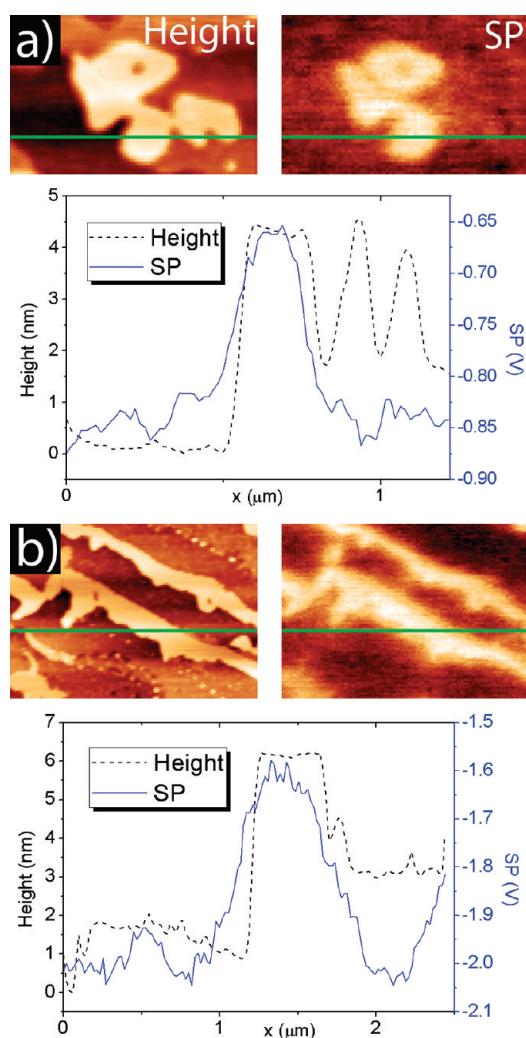 a) Height SP
5
4
3
2
1
0
Height (nm)
Height
SP
-0.65
-0.70
-0.75
-0.80
-0.85
-0.90
SP (V)
0 1
x (μm)
b)
7
6
5
4
3
2
1
0
Height (nm)
Height
SP
-1.5
-1.6
-1.7
-1.8
-1.9
-2.0
-2.1
SP (V)
0 1 2
x (μm)